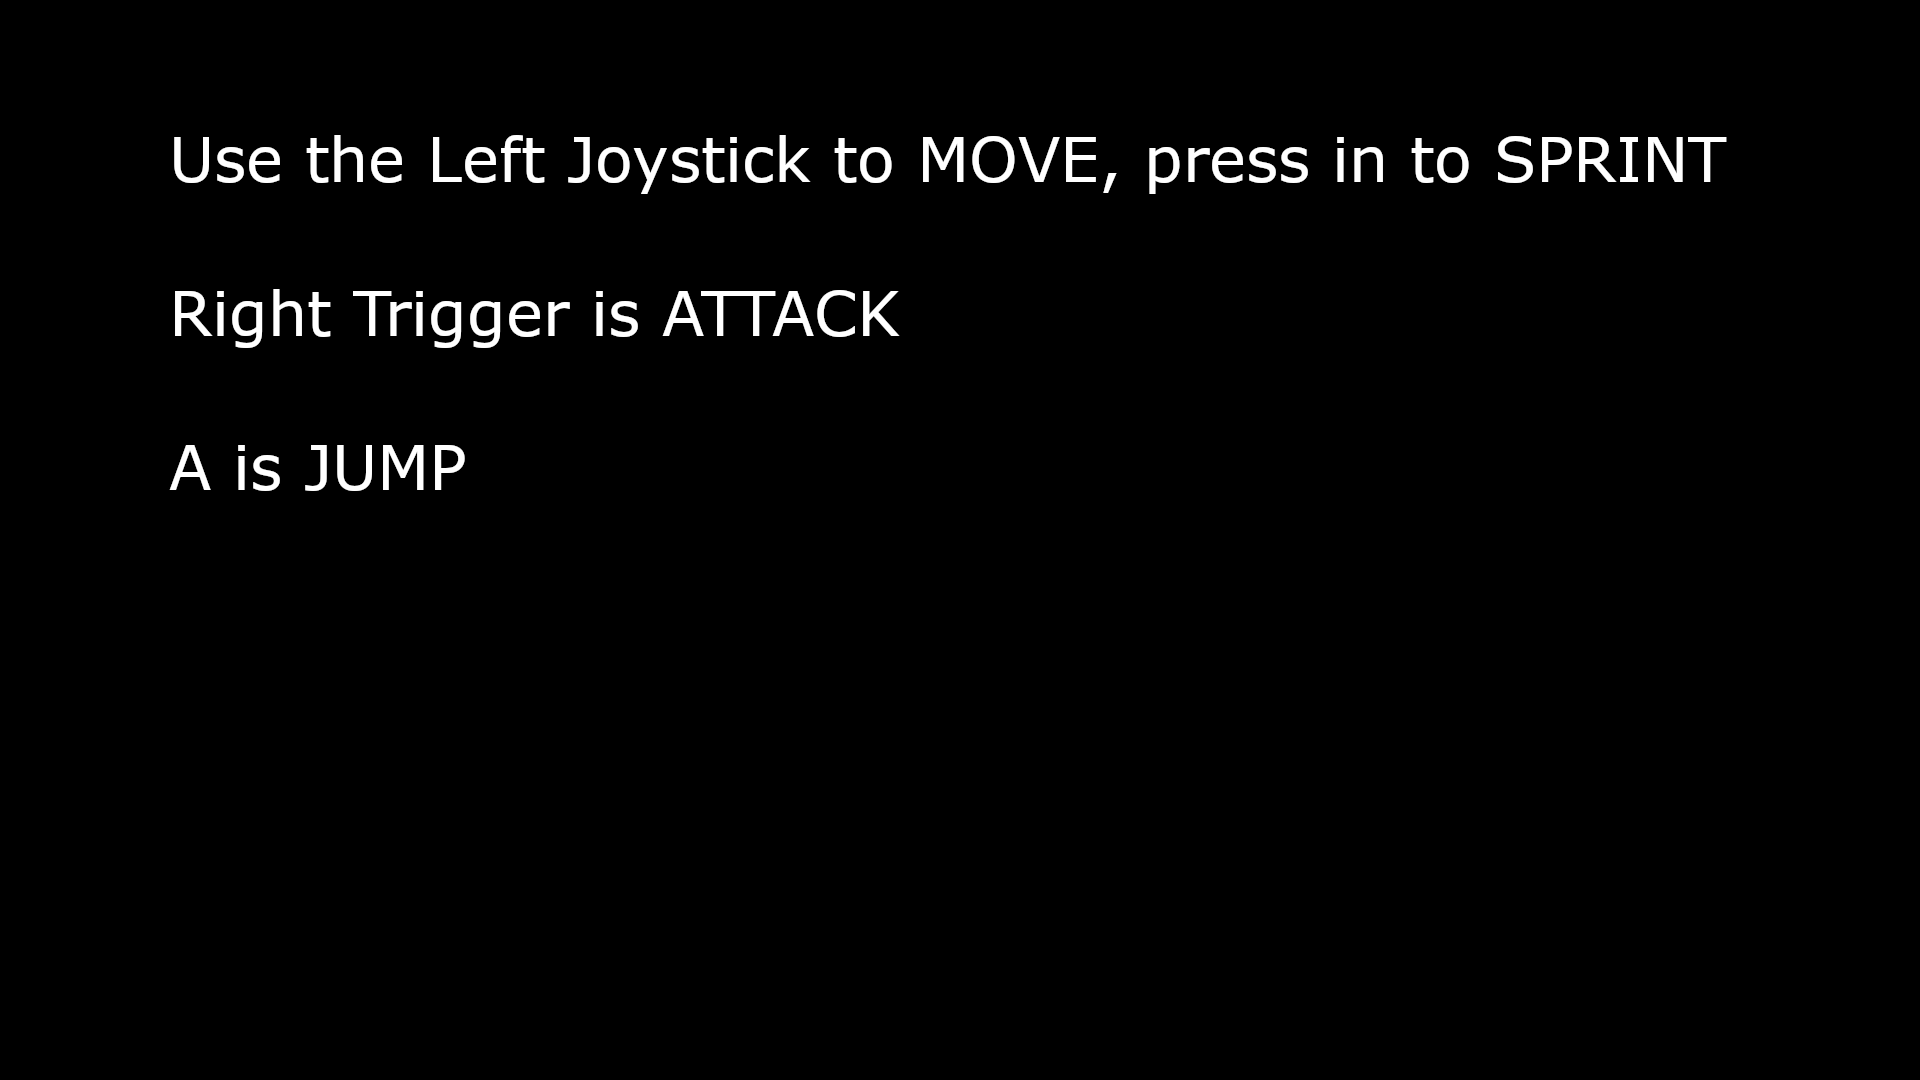 Use the Left Joystick to MOVE, press in to SPRINT
Right Trigger is ATTACK
A is JUMP